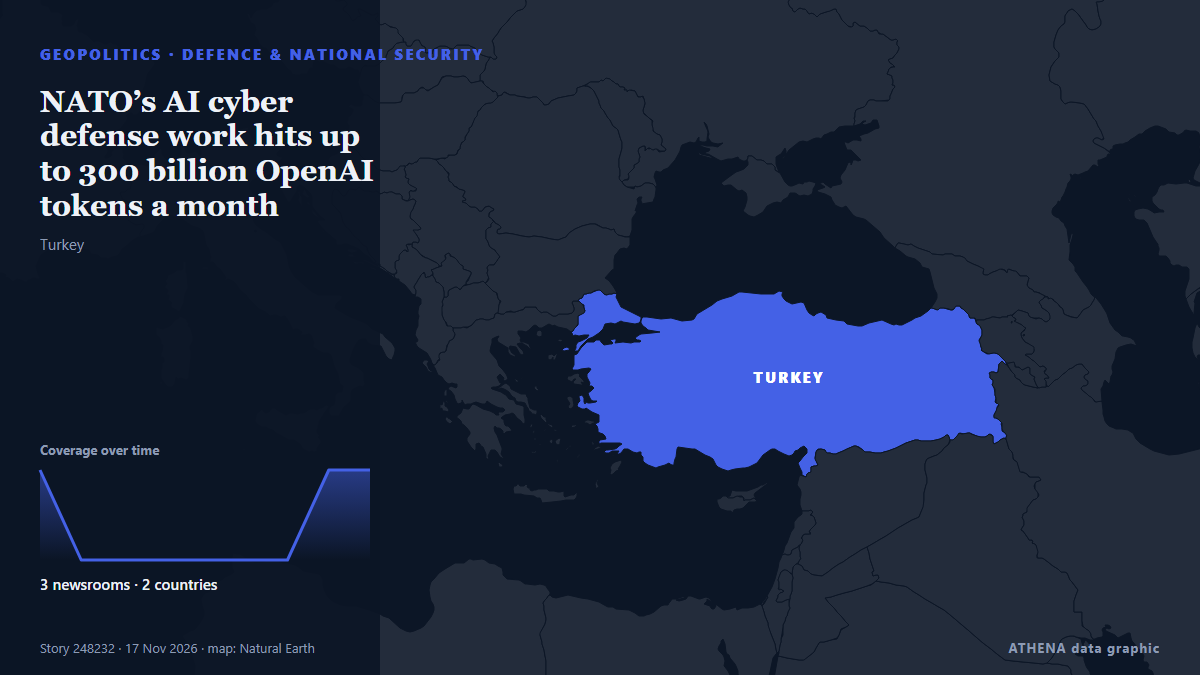 GEOPOLITICS · DEFENCE & NATIONAL SECURITY
NATO’s AI cyber
defense work hits up
to 300 billion OpenAI
tokens a month
Turkey
TURKEY
Coverage over time
3 newsrooms · 2 countries
Story 248232 · 17 Nov 2026 · map: Natural Earth
ATHENA data graphic